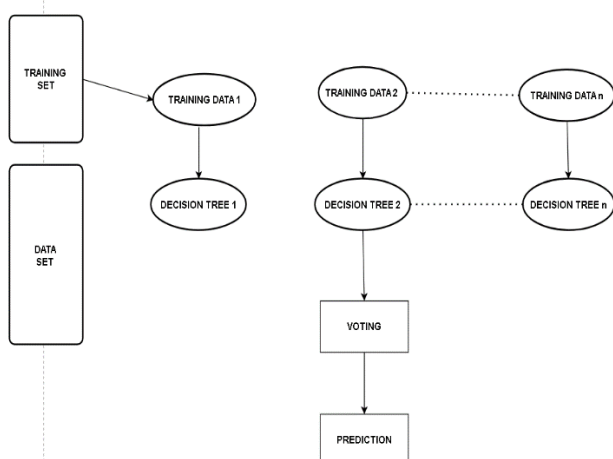 TRAINING
SET
TRAINING DATA 1
TRAINING DATA 2
TRAINING DATA n
DECISION TREE 1
DECISION TREE 2
DECISION TREE n
DATA
SET
VOTING
PREDICTION